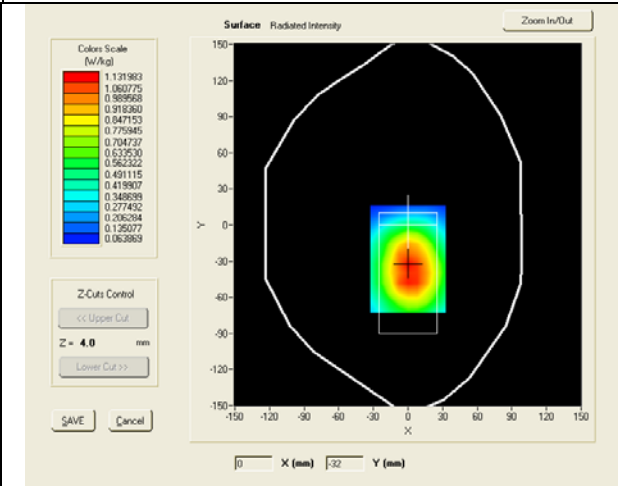 Surface Radiated Intensity
Zoom In/Out
Colors Scale
(W/kg)
1.131983
1.060775
0.989568
0.918360
0.847153
0.775945
0.704737
0.633530
0.562322
0.491115
0.419907
0.348699
0.277492
0.206284
0.135077
0.063869
150
120
90
60
30
0
-30
-60
-90
-120
-150
Y
-150 -120 -90 -60 -30 0 30 60 90 120 150
X
Z-Cuts Control
<< Upper Cut
Z = 4.0 mm
Lower Cut >>
SAVE Cancel
0 X (mm) -32 Y (mm)